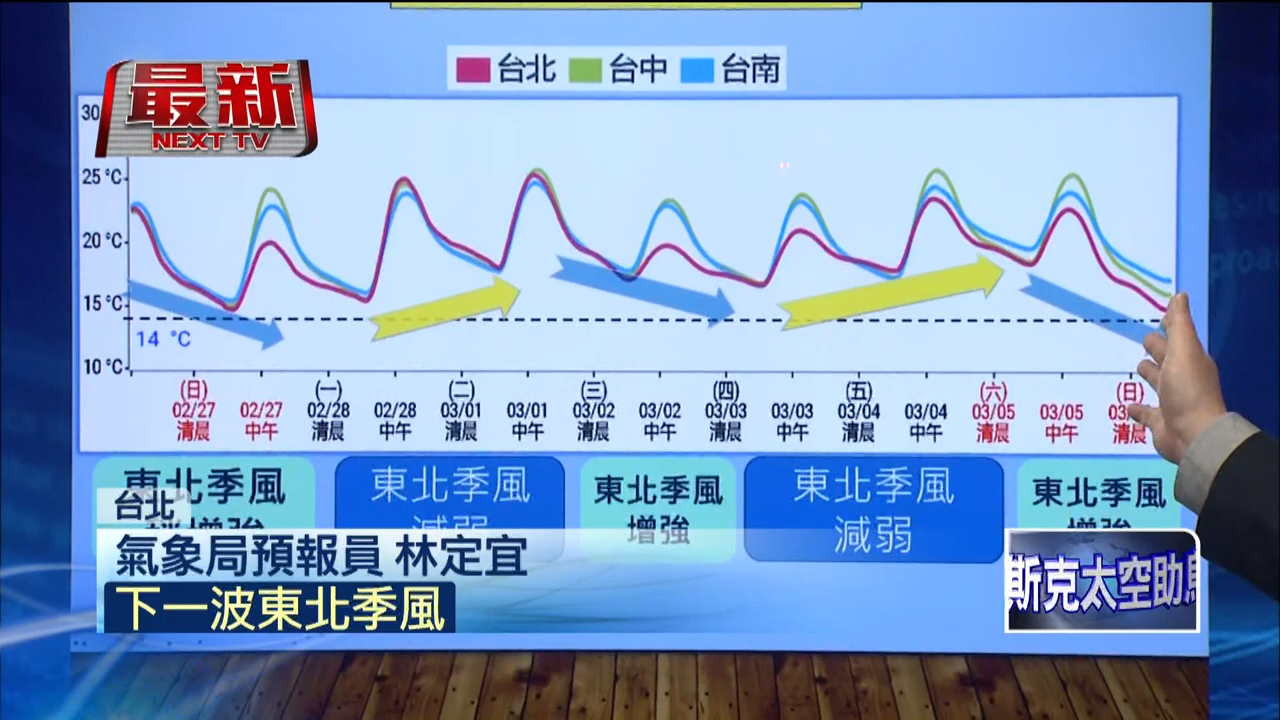 台北 台中 台南
最新
NEXT TV
30
25 °C
20 °C
15 °C
14 °C
10 °C
(日) (一) (二) (三) (四) (五) (六) (日)
02/27 02/27 02/28 02/28 03/01 03/01 03/02 03/02 03/03 03/03 03/04 03/04 03/05 03/05 03
清晨 中午 清晨 中午 清晨 中午 清晨 中午 清晨 中午 清晨 中午 清晨 中午 清晨
東北季風 東北季風 東北季風 東北季風 東北季風
增強 減弱 增強 減弱 增強
台北
氣象局預報員 林定宜
下一波東北季風
斯克太空助